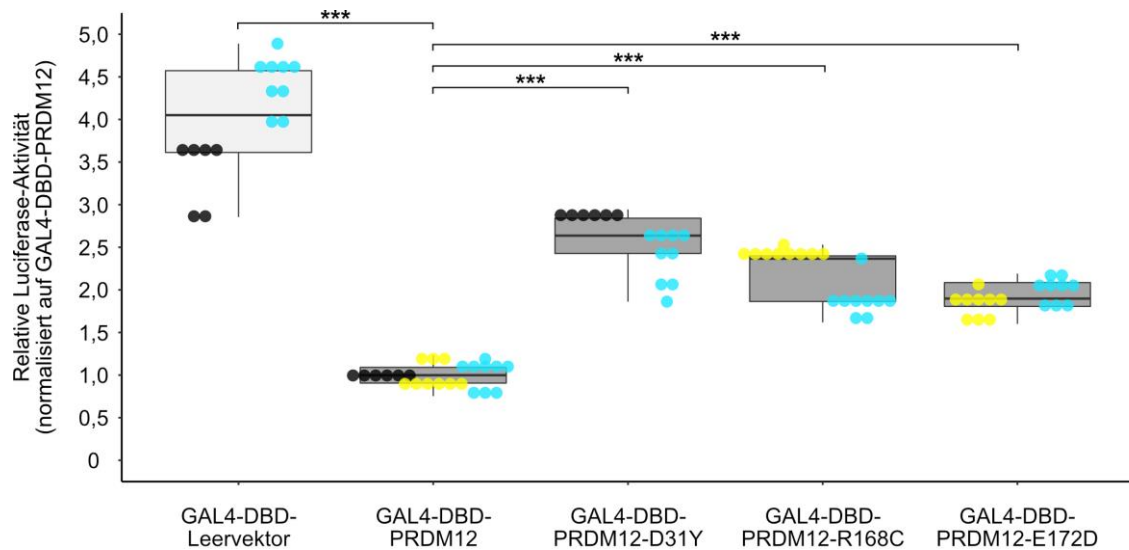 Relative Luciferase-Aktivität
(normalisiert auf GAL4-DBD-PRDM12)
5,0
4,5
4,0
3,5
3,0
2,5
2,0
1,5
1,0
0,5
0
***
***
***
***
GAL4-DBD-
Leervektor
GAL4-DBD-
PRDM12
GAL4-DBD-
PRDM12-D31Y
GAL4-DBD-
PRDM12-R168C
GAL4-DBD-
PRDM12-E172D